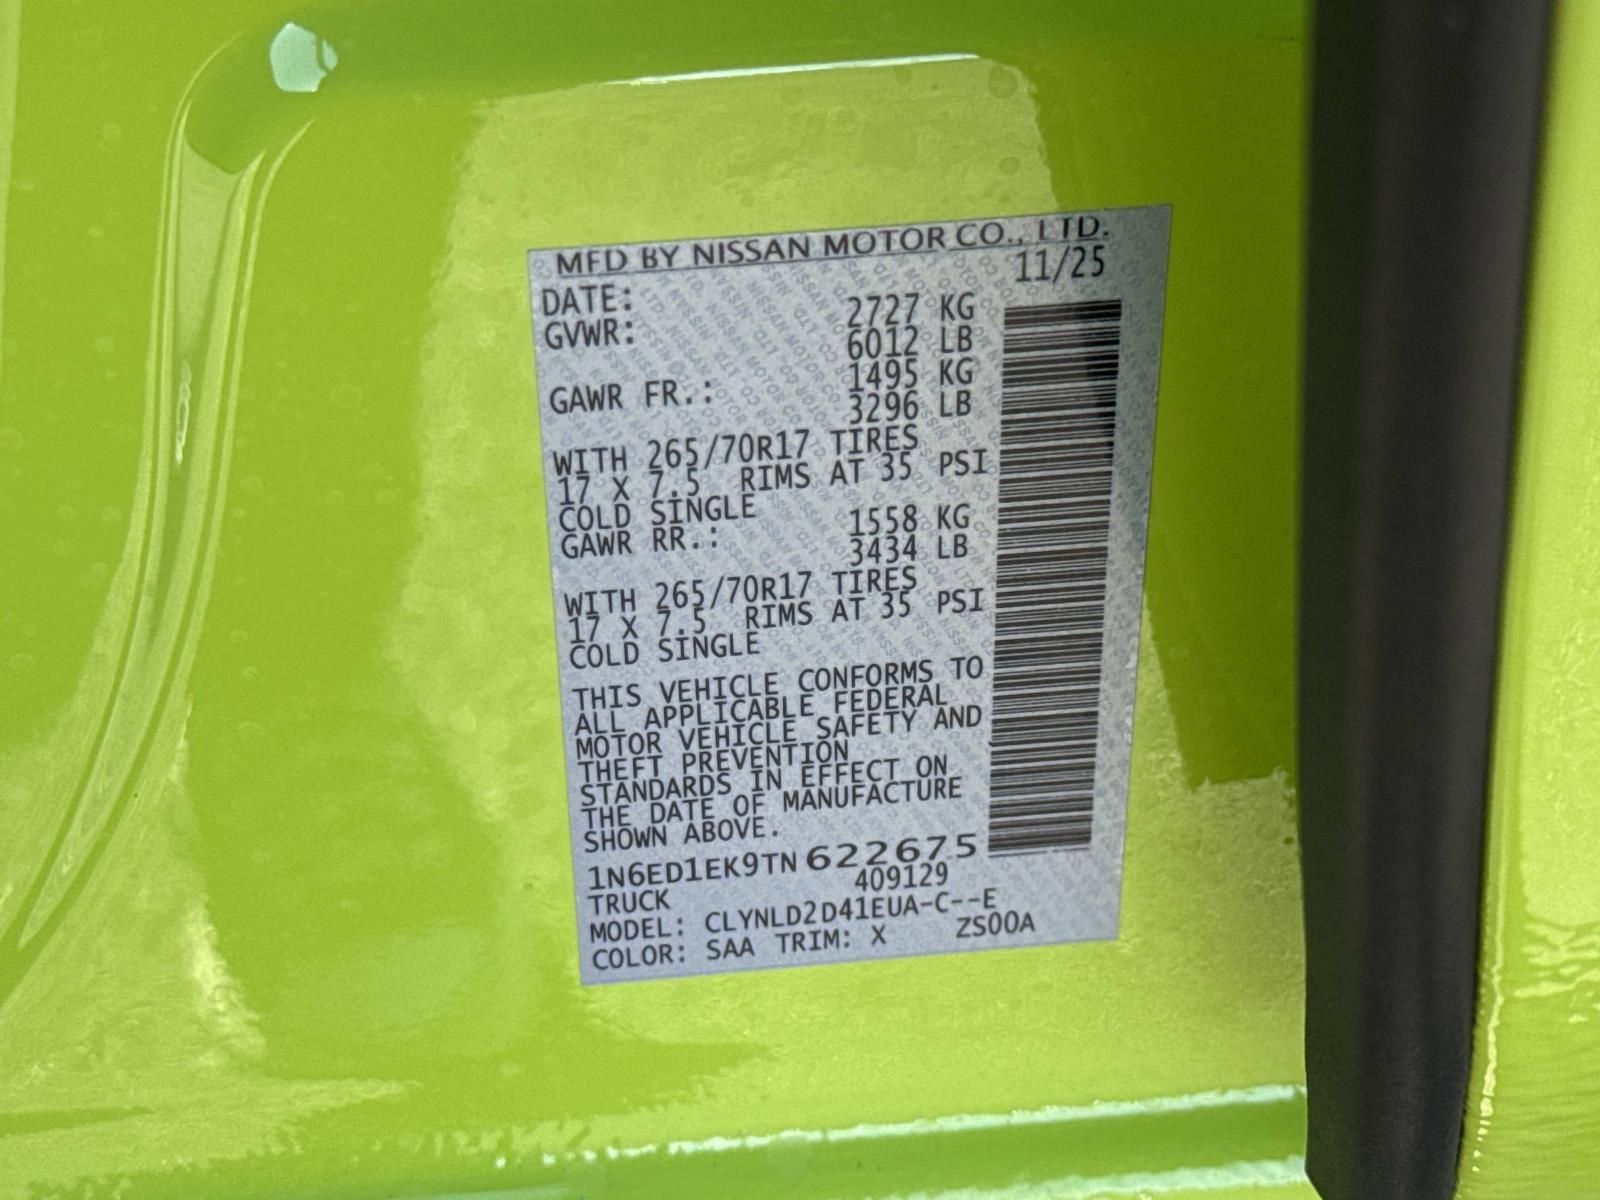 MFD BY NISSAN MOTOR CO., LTD.
DATE: 11/25
GVWR: 2727 KG
6012 LB
GAWR FR.: 1495 KG
3296 LB
WITH 265/70R17 TIRES
17 X 7.5 RIMS AT 35 PSI
COLD SINGLE
GAWR RR.: 1558 KG
3434 LB
WITH 265/70R17 TIRES
17 X 7.5 RIMS AT 35 PSI
COLD SINGLE
THIS VEHICLE CONFORMS TO
ALL APPLICABLE FEDERAL
MOTOR VEHICLE SAFETY AND
THEFT PREVENTION
STANDARDS IN EFFECT ON
THE DATE OF MANUFACTURE
SHOWN ABOVE.
1N6ED1EK9TN622675
TRUCK 409129
MODEL: CLYNLD2D41EUA-C--E
COLOR: SAA TRIM: X ZS00A